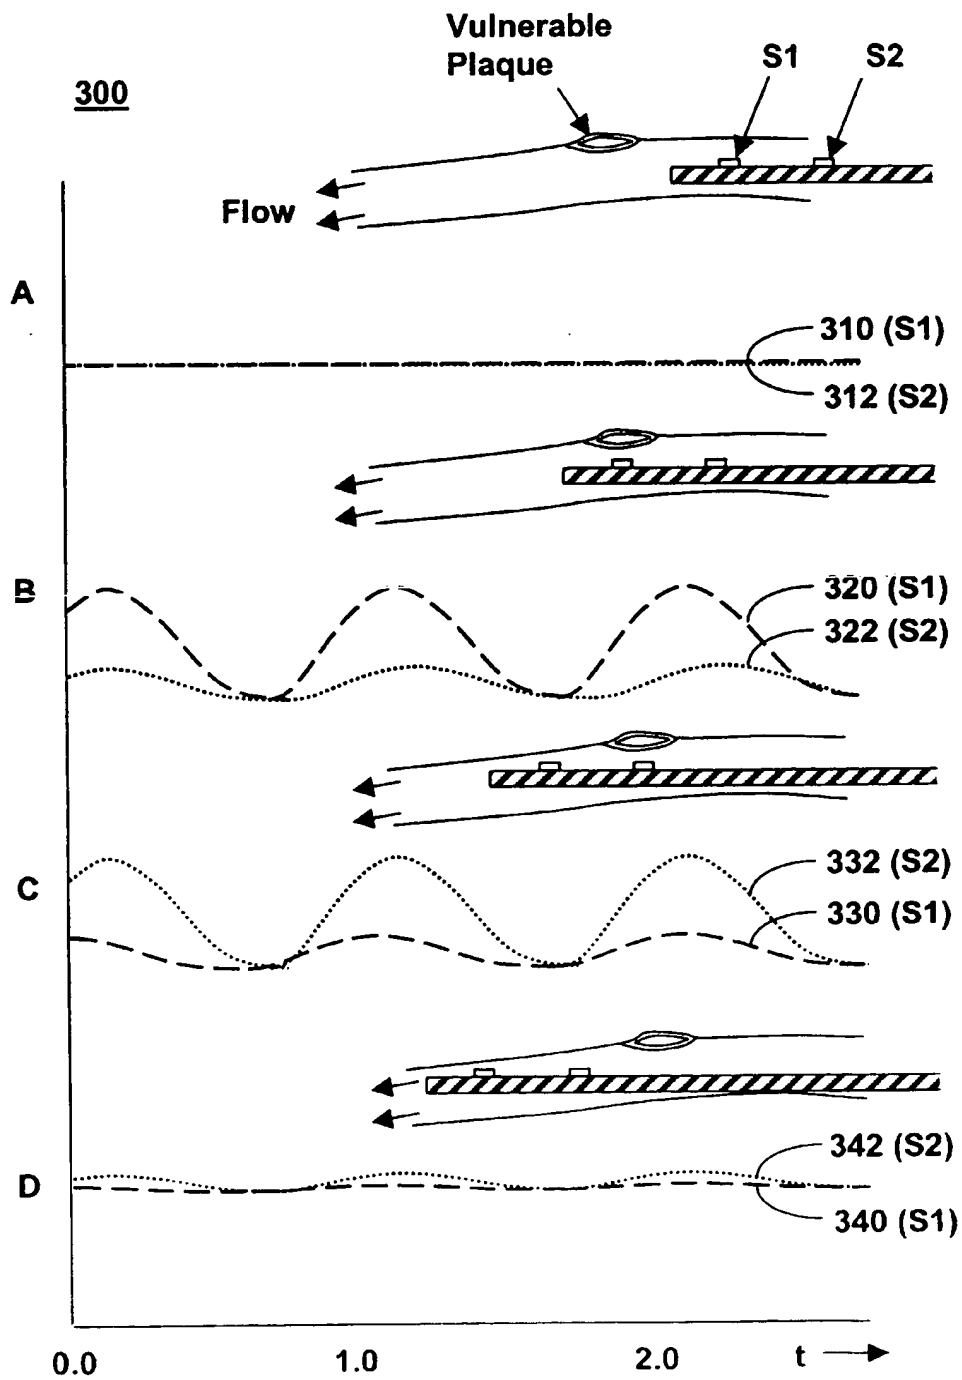 Vulnerable
Plaque
S1
S2
300
Flow
A
310 (S1)
312 (S2)
B
320 (S1)
322 (S2)
C
332 (S2)
330 (S1)
D
342 (S2)
340 (S1)
0.0
1.0
2.0
t